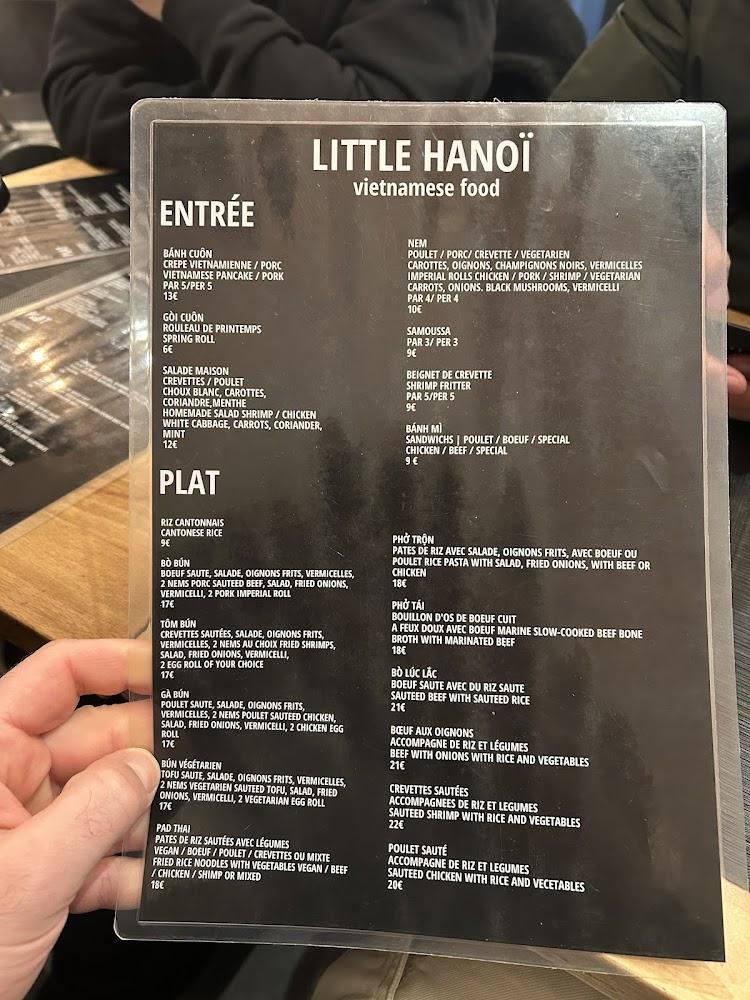 LITTLE HANOÏ
vietnamese food
ENTRÉE
BÁNH CUÔN
CREPE VIETNAMIENNE / PORC
VIETNAMESE PANCAKE / PORK
PAR 5/PER 5
13€
GÒI CUÔN
ROULEAU DE PRINTEMPS
SPRING ROLL
6€
SALADE MAISON
CREVETTES / POULET
CHOUX BLANC, CAROTTES,
CORIANDRE,MENTHE
HOMEMADE SALAD SHRIMP / CHICKEN
WHITE CABBAGE, CARROTS, CORIANDER,
MINT
12€
NEM
POULET / PORC/ CREVETTE / VEGETARIEN
CAROTTES, OIGNONS, CHAMPIGNONS NOIRS, VERMICELLES
IMPERIAL ROLLS CHICKEN / PORK / SHRIMP / VEGETARIAN
CARROTS, ONIONS. BLACK MUSHROOMS, VERMICELLI
PAR 4/ PER 4
10€
SAMOUSSA
PAR 3/ PER 3
9€
BEIGNET DE CREVETTE
SHRIMP FRITTER
PAR 5/PER 5
9€
BÁNH MÌ
SANDWICHS | POULET / BOEUF / SPECIAL
CHICKEN / BEEF / SPECIAL
9 €
PLAT
RIZ CANTONNAIS
CANTONESE RICE
9€
BÒ BÚN
BOEUF SAUTE, SALADE, OIGNONS FRITS, VERMICELLES,
2 NEMS PORC SAUTEED BEEF, SALAD, FRIED ONIONS,
VERMICELLI, 2 PORK IMPERIAL ROLL
17€
TÔM BÚN
CREVETTES SAUTÉES, SALADE, OIGNONS FRITS,
VERMICELLES, 2 NEMS AU CHOIX FRIED SHRIMPS,
SALAD, FRIED ONIONS, VERMICELLI,
2 EGG ROLL OF YOUR CHOICE
17€
GÀ BÚN
POULET SAUTE, SALADE, OIGNONS FRITS,
VERMICELLES, 2 NEMS POULET SAUTEED CHICKEN,
SALAD, FRIED ONIONS, VERMICELLI, 2 CHICKEN EGG
ROLL
17€
BÚN VÉGÉTARIEN
TOFU SAUTE, SALADE, OIGNONS FRITS, VERMICELLES,
2 NEMS VEGETARIEN SAUTEED TOFU, SALAD, FRIED
ONIONS, VERMICELLI, 2 VEGETARIAN EGG ROLL
17€
PAD THAI
PATES DE RIZ SAUTÉES AVEC LÉGUMES
VEGAN / BOEUF / POULET / CREVETTES OU MIXTE
FRIED RICE NOODLES WITH VEGETABLES VEGAN / BEEF
/ CHICKEN / SHIMP OR MIXED
18€
PHỞ TRỘN
PATES DE RIZ AVEC SALADE, OIGNONS FRITS, AVEC BOEUF OU
POULET RICE PASTA WITH SALAD, FRIED ONIONS, WITH BEEF OR
CHICKEN
18€
PHỞ TÁI
BOUILLON D'OS DE BOEUF CUIT
A FEUX DOUX AVEC BOEUF MARINE SLOW-COOKED BEEF BONE
BROTH WITH MARINATED BEEF
18€
BÒ LÚC LẮC
BOEUF SAUTE AVEC DU RIZ SAUTE
SAUTEED BEEF WITH SAUTEED RICE
21€
BŒUF AUX OIGNONS
ACCOMPAGNE DE RIZ ET LÉGUMES
BEEF WITH ONIONS WITH RICE AND VEGETABLES
21€
CREVETTES SAUTÉES
ACCOMPAGNEES DE RIZ ET LEGUMES
SAUTEED SHRIMP WITH RICE AND VEGETABLES
22€
POULET SAUTÉ
ACCOMPAGNE DE RIZ ET LEGUMES
SAUTEED CHICKEN WITH RICE AND VECETABLES
20€